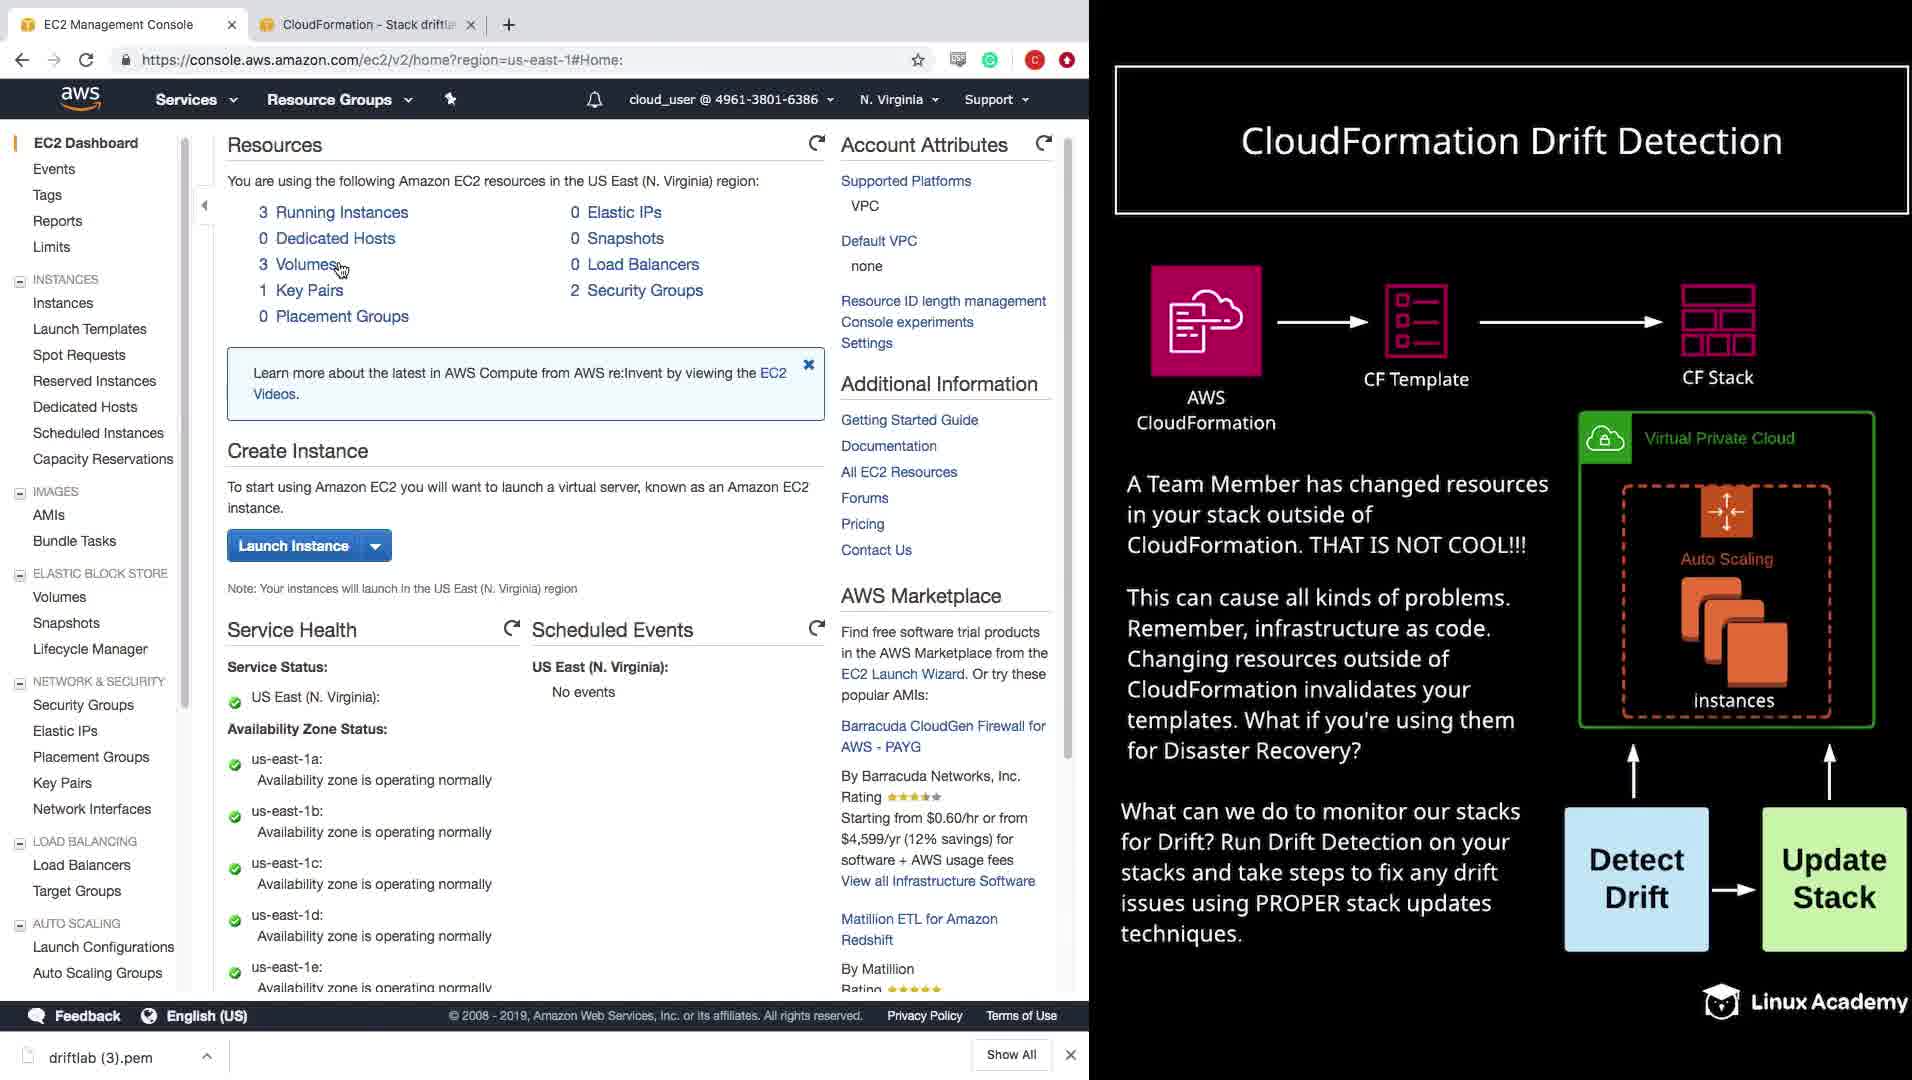 EC2 Management Console
CloudFormation - Stack driftla
https://console.aws.amazon.com/ec2/v2/home?region=us-east-1#Home:
aws
Services
Resource Groups
cloud_user @ 4961-3801-6386
N. Virginia
Support
EC2 Dashboard
Events
Tags
Reports
Limits
INSTANCES
Instances
Launch Templates
Spot Requests
Reserved Instances
Dedicated Hosts
Scheduled Instances
Capacity Reservations
IMAGES
AMIs
Bundle Tasks
ELASTIC BLOCK STORE
Volumes
Snapshots
Lifecycle Manager
NETWORK & SECURITY
Security Groups
Elastic IPs
Placement Groups
Key Pairs
Network Interfaces
LOAD BALANCING
Load Balancers
Target Groups
AUTO SCALING
Launch Configurations
Auto Scaling Groups
Resources
You are using the following Amazon EC2 resources in the US East (N. Virginia) region:
3 Running Instances
0 Dedicated Hosts
3 Volumes
1 Key Pairs
0 Placement Groups
0 Elastic IPs
0 Snapshots
0 Load Balancers
2 Security Groups
Learn more about the latest in AWS Compute from AWS re:Invent by viewing the EC2
Videos.
Create Instance
To start using Amazon EC2 you will want to launch a virtual server, known as an Amazon EC2
instance.
Launch Instance
Note: Your instances will launch in the US East (N. Virginia) region
Service Health
Service Status:
US East (N. Virginia):
Availability Zone Status:
us-east-1a:
Availability zone is operating normally
us-east-1b:
Availability zone is operating normally
us-east-1c:
Availability zone is operating normally
us-east-1d:
Availability zone is operating normally
us-east-1e:
Availability zone is operating normally
Scheduled Events
US East (N. Virginia):
No events
Account Attributes
Supported Platforms
VPC
Default VPC
none
Resource ID length management
Console experiments
Settings
Additional Information
Getting Started Guide
Documentation
All EC2 Resources
Forums
Pricing
Contact Us
AWS Marketplace
Find free software trial products
in the AWS Marketplace from the
EC2 Launch Wizard. Or try these
popular AMIs:
Barracuda CloudGen Firewall for
AWS - PAYG
By Barracuda Networks, Inc.
Rating
Starting from $0.60/hr or from
$4,599/yr (12% savings) for
software + AWS usage fees
View all Infrastructure Software
Matillion ETL for Amazon
Redshift
By Matillion
Rating
Feedback
English (US)
© 2008 - 2019, Amazon Web Services, Inc. or its affiliates. All rights reserved.
Privacy Policy
Terms of Use
driftlab (3).pem
Show All
CloudFormation Drift Detection
AWS
CloudFormation
CF Template
CF Stack
Virtual Private Cloud
Auto Scaling
instances
A Team Member has changed resources
in your stack outside of
CloudFormation. THAT IS NOT COOL!!!
This can cause all kinds of problems.
Remember, infrastructure as code.
Changing resources outside of
CloudFormation invalidates your
templates. What if you're using them
for Disaster Recovery?
What can we do to monitor our stacks
for Drift? Run Drift Detection on your
stacks and take steps to fix any drift
issues using PROPER stack updates
techniques.
Detect
Drift
Update
Stack
Linux Academy